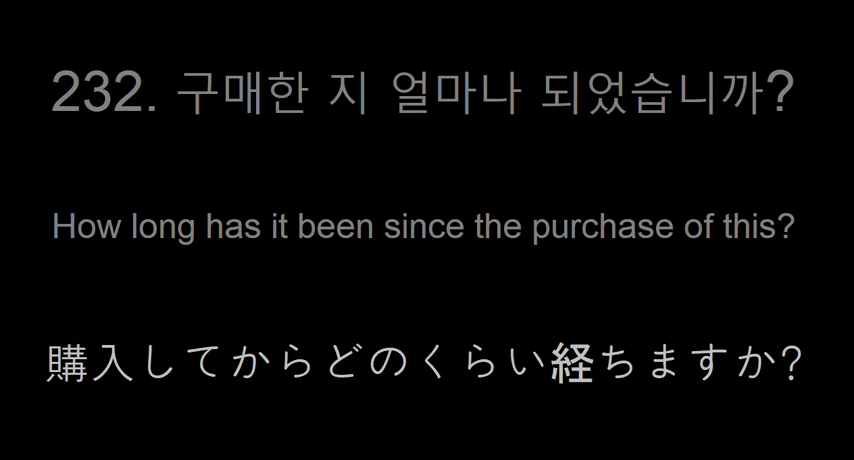 232. 구매한 지 얼마나 되었습니까?
How long has it been since the purchase of this?
購入してからどのくらい経ちますか?